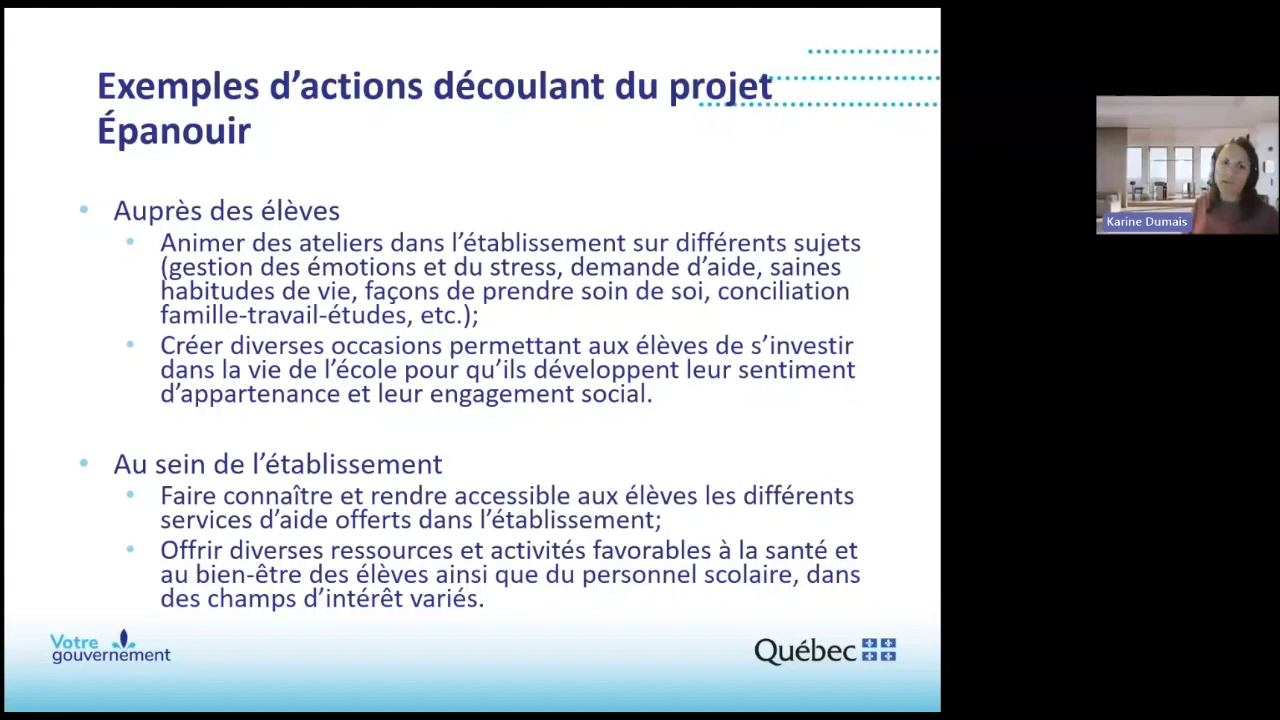 Exemples d’actions découlant du projet
Épanouir
• Auprès des élèves
• Animer des ateliers dans l’établissement sur différents sujets
(gestion des émotions et du stress, demande d’aide, saines
habitudes de vie, façons de prendre soin de soi, conciliation
famille-travail-études, etc.);
• Créer diverses occasions permettant aux élèves de s’investir
dans la vie de l’école pour qu’ils développent leur sentiment
d’appartenance et leur engagement social.
• Au sein de l’établissement
• Faire connaître et rendre accessible aux élèves les différents
services d’aide offerts dans l’établissement;
• Offrir diverses ressources et activités favorables à la santé et
au bien-être des élèves ainsi que du personnel scolaire, dans
des champs d’intérêt variés.
Votre
gouvernement
Québec
Karine Dumais